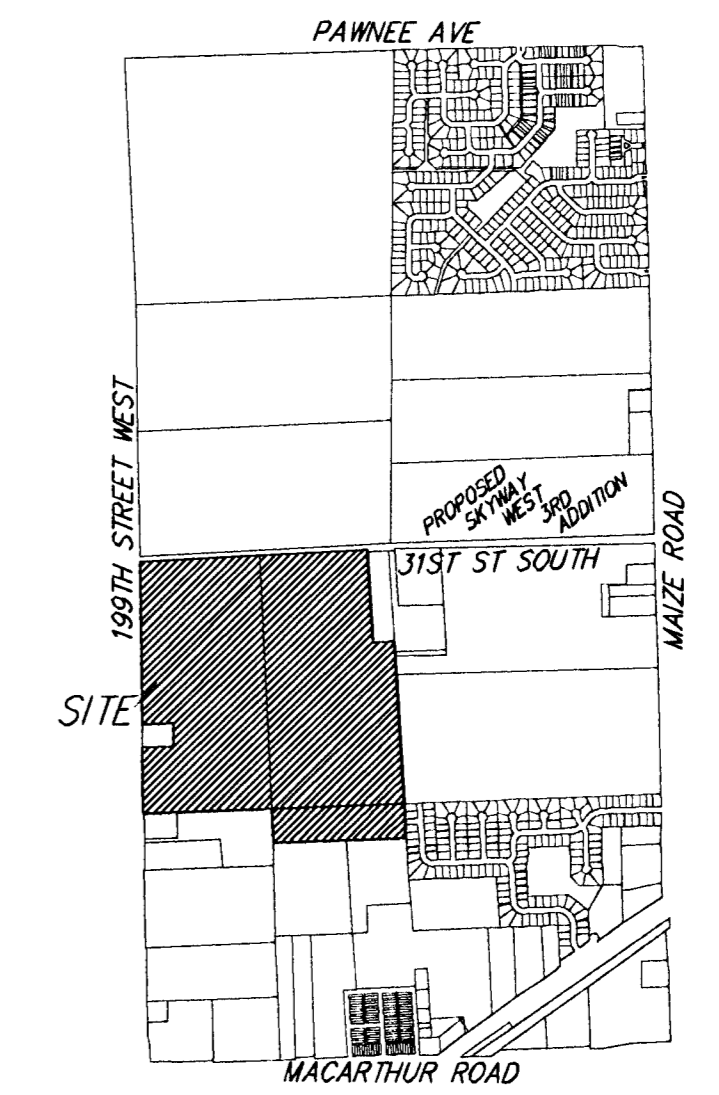 PAWNEE AVE
199TH STREET WEST
PROPOSED
SKYWAY
WEST
3RD
ADDITION
MAIZE ROAD
31ST ST SOUTH
SITE
MACARTHUR ROAD